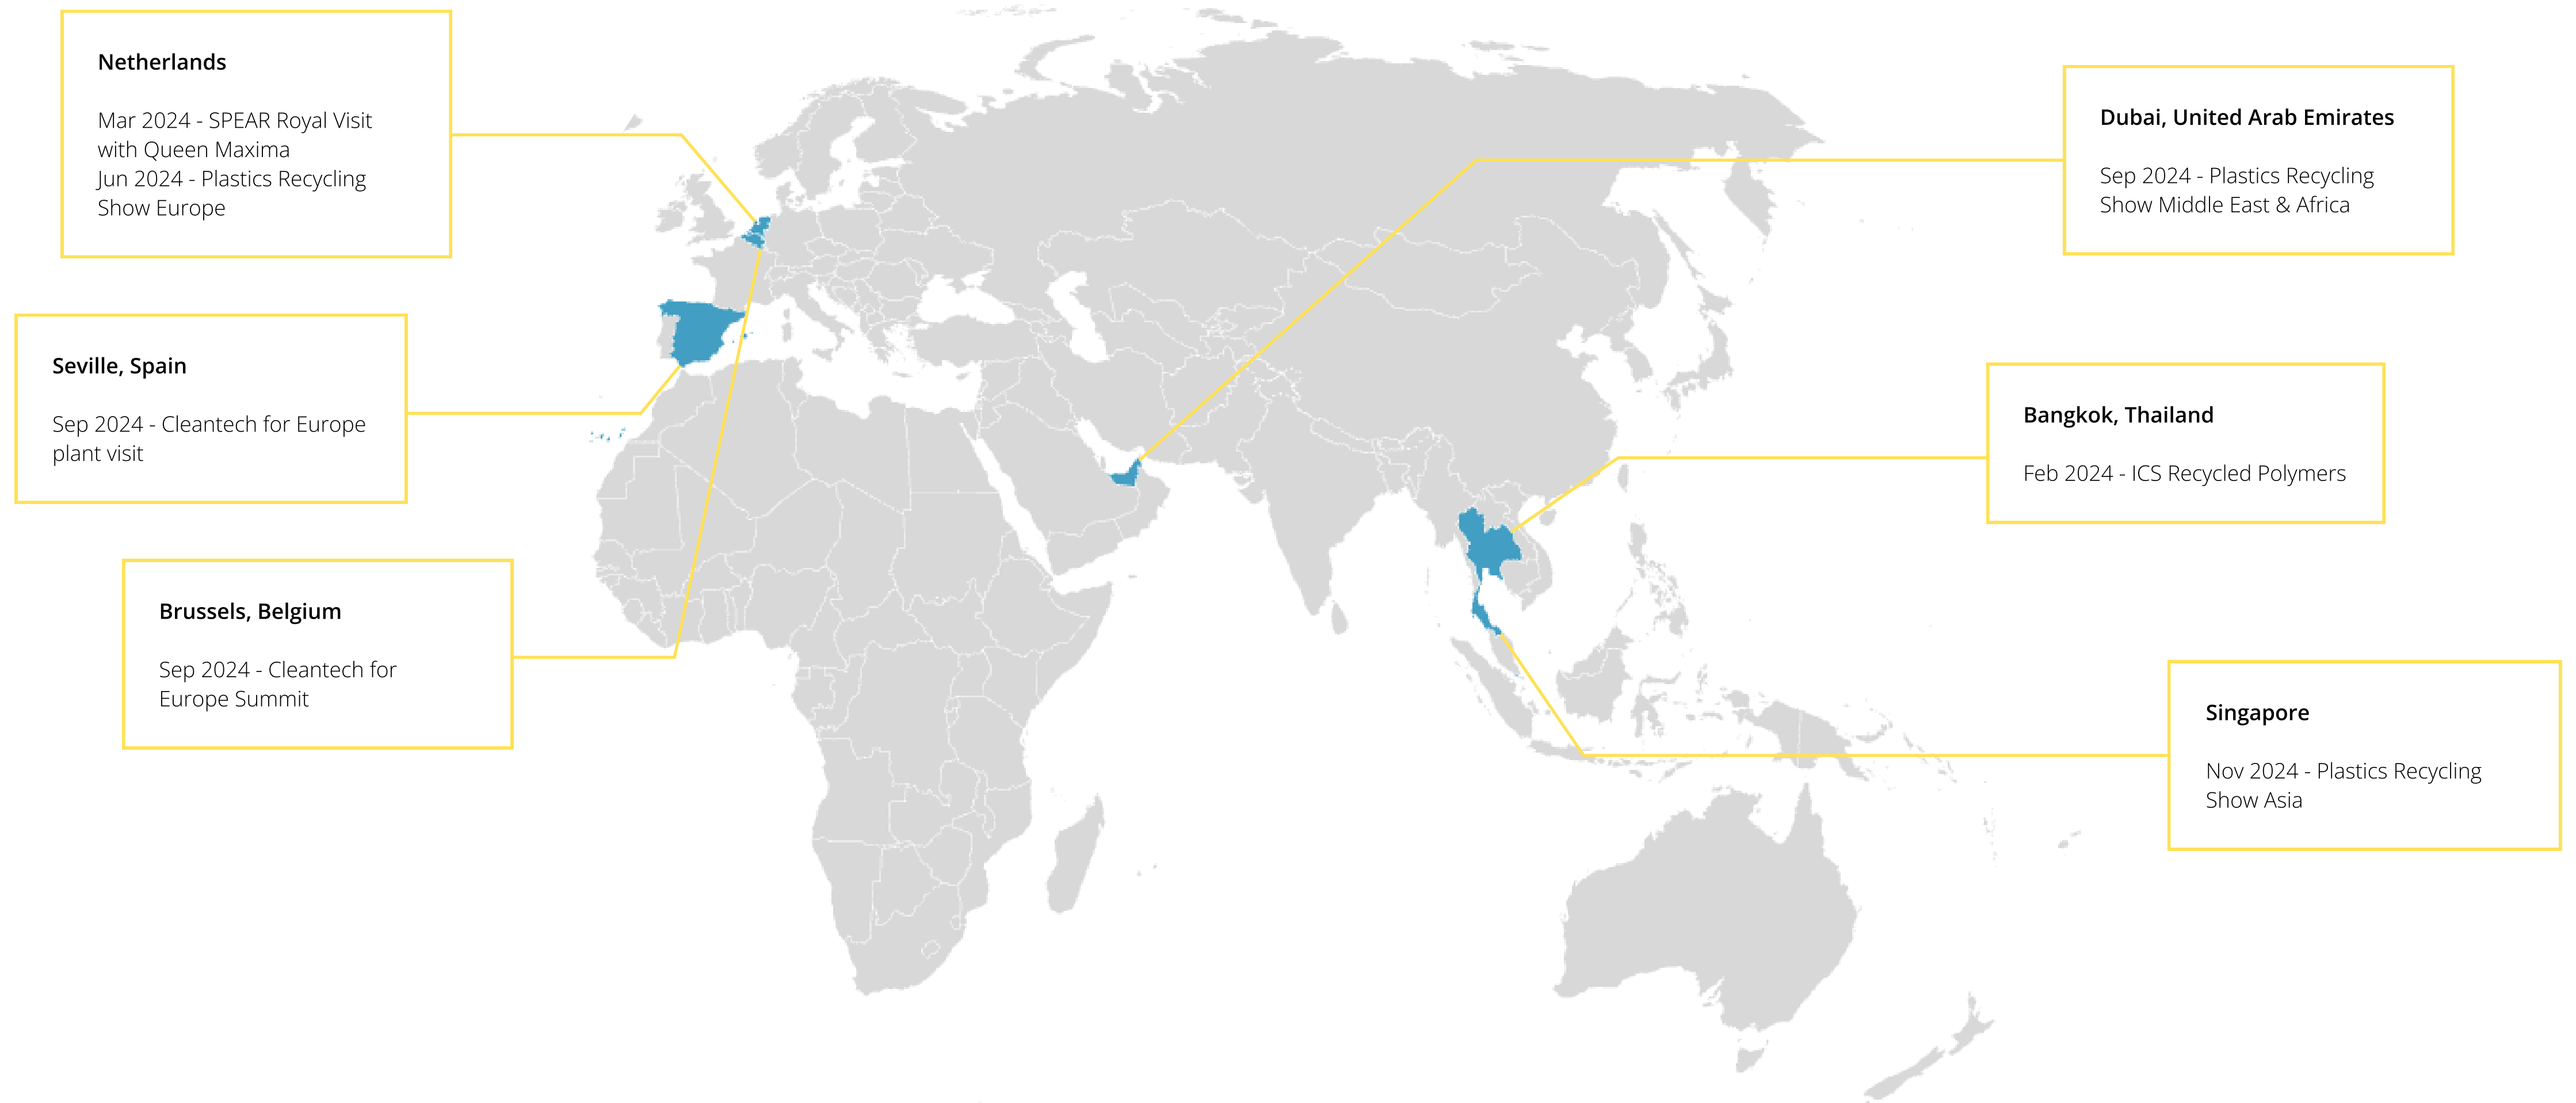 Netherlands
Mar 2024 - SPEAR Royal Visit
with Queen Maxima
Jun 2024 - Plastics Recycling
Show Europe
Seville, Spain
Sep 2024 - Cleantech for Europe
plant visit
Brussels, Belgium
Sep 2024 - Cleantech for
Europe Summit
Dubai, United Arab Emirates
Sep 2024 - Plastics Recycling
Show Middle East & Africa
Bangkok, Thailand
Feb 2024 - ICS Recycled Polymers
Singapore
Nov 2024 - Plastics Recycling
Show Asia